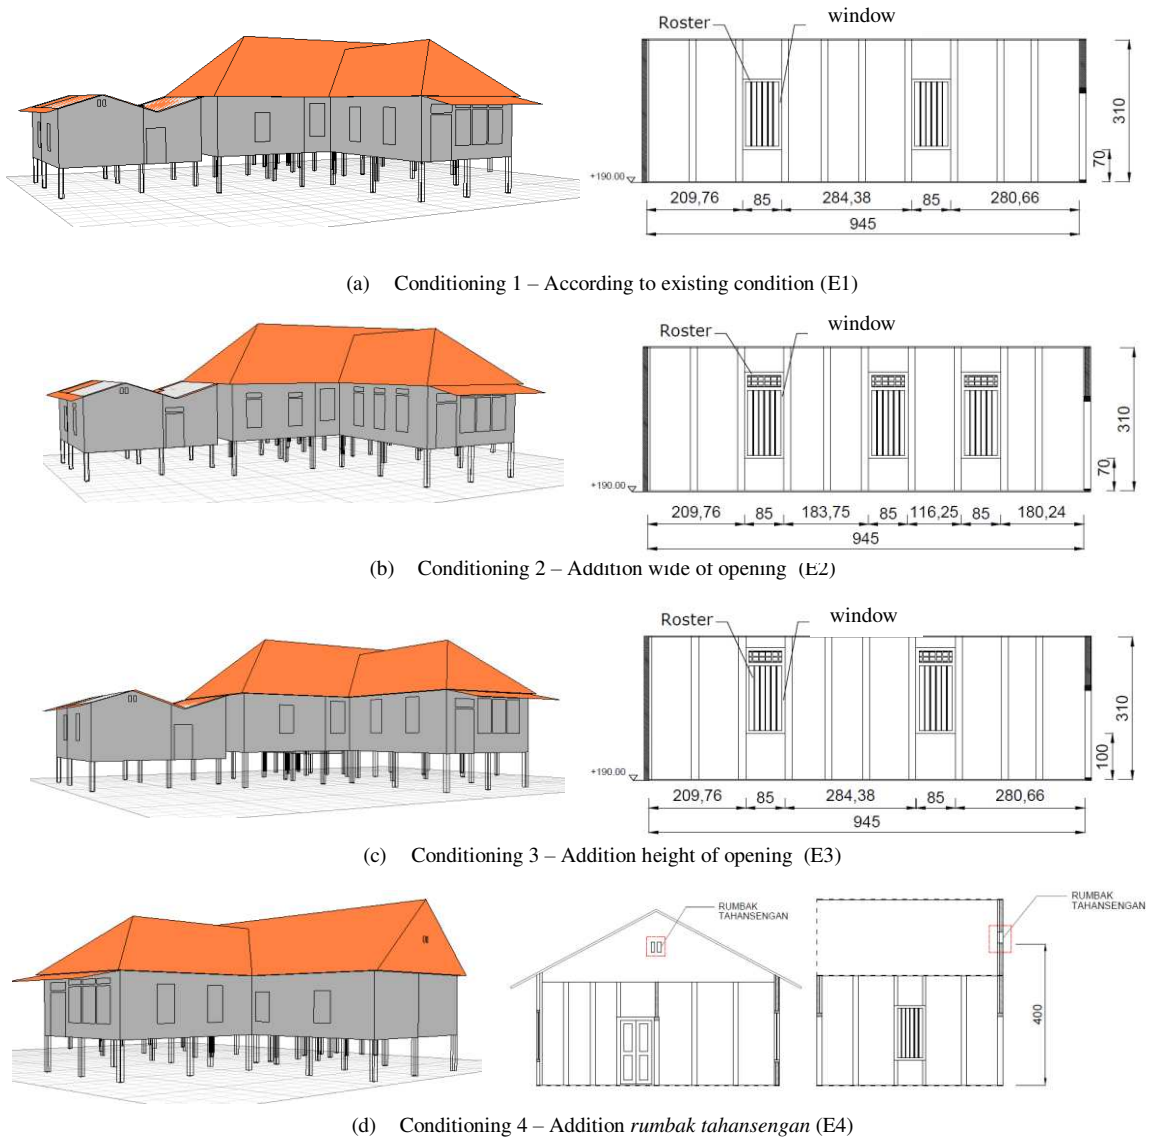 Roster
window
310
70
+190.00
209,76 85 284,38 85 280,66
945
(a) Conditioning 1 – According to existing condition (E1)
Roster
window
310
70
+190.00
209,76 85 183,75 85 116,25 85 180,24
945
(b) Conditioning 2 – Addition wide of opening (E2)
Roster
window
310
100
+190.00
209,76 85 284,38 85 280,66
945
(c) Conditioning 3 – Addition height of opening (E3)
RUMBAK
TAHANSENGAN
RUMBAK
TAHANSENGAN
400
(d) Conditioning 4 – Addition rumbak tahansengan (E4)